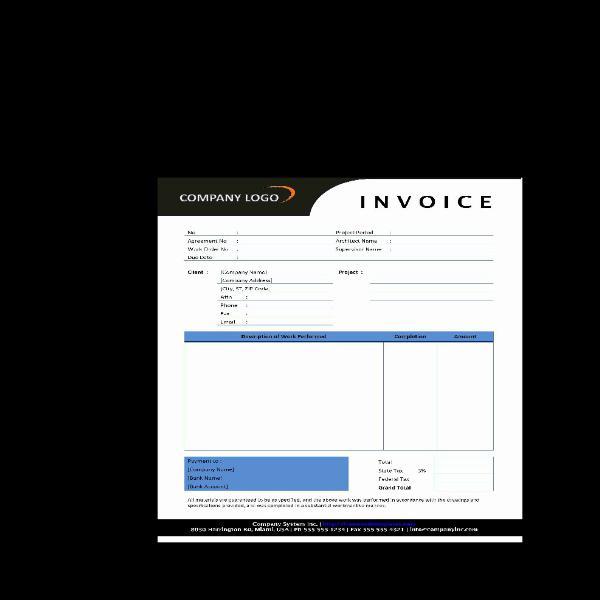 COMPANY LOGO
INVOICE
No : Project Period :
Agreement No : Architect Name :
Work Order No : Supervisor Name :
Due Date :
Client : [Company Name] Project :
[Company Address]
[City, ST, ZIP Code]
Attn :
Phone :
Fax :
Email :
Description of Work Performed Completion Amount
Payment to :
[Company Name]
[Bank Name]
[Bank Account]
Total
State Tax 5%
Federal Tax
Grand Total
All materials are guaranteed to be as specified, and the above work was performed in accordance with the drawings and
specifications provided, and was completed in a substantial workmanlike manner.
Company System Inc. |
8030 Harrington Rd, Miami, USA | Ph 555 555 1234 | Fax 555 555 4321 | info@companyinc.com